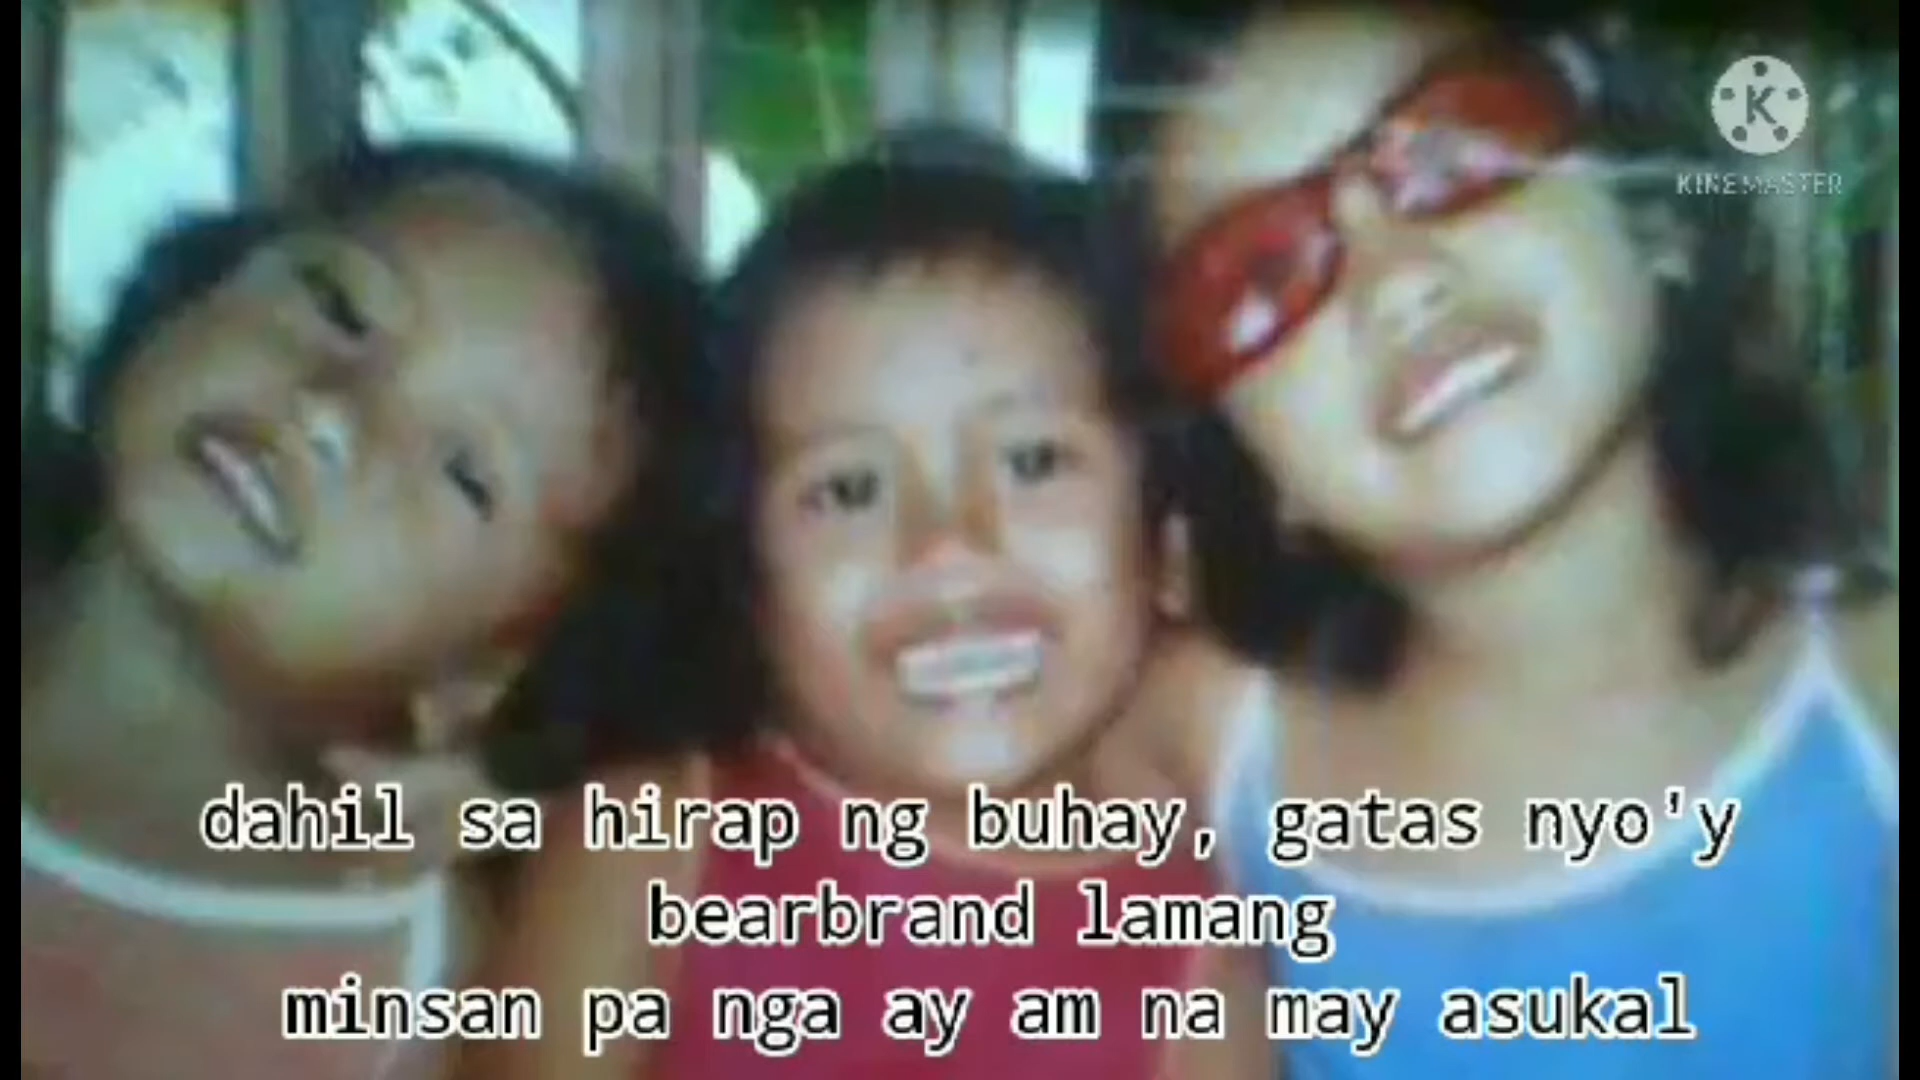 K
KINEMASTER
dahil sa hirap ng buhay, gatas nyo'y
bearbrand lamang
minsan pa nga ay am na may asukal